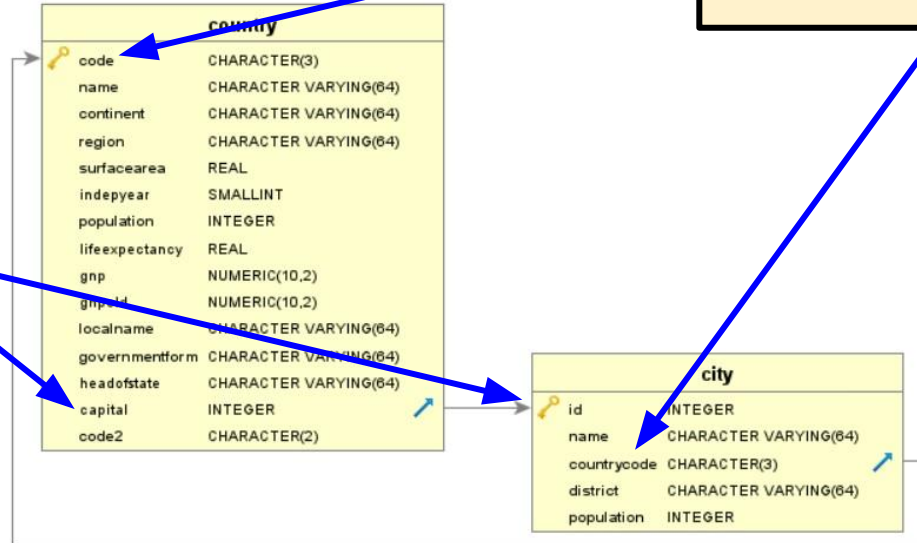 country
code CHARACTER(3)
name CHARACTER VARYING(64)
continent CHARACTER VARYING(64)
region CHARACTER VARYING(64)
surfacearea REAL
indepyear SMALLINT
population INTEGER
lifeexpectancy REAL
gnp NUMERIC(10,2)
gnpold NUMERIC(10,2)
localname CHARACTER VARYING(64)
governmentform CHARACTER VARYING(64)
headofstate CHARACTER VARYING(64)
capital INTEGER
code2 CHARACTER(2)
city
id INTEGER
name CHARACTER VARYING(64)
countrycode CHARACTER(3)
district CHARACTER VARYING(64)
population INTEGER